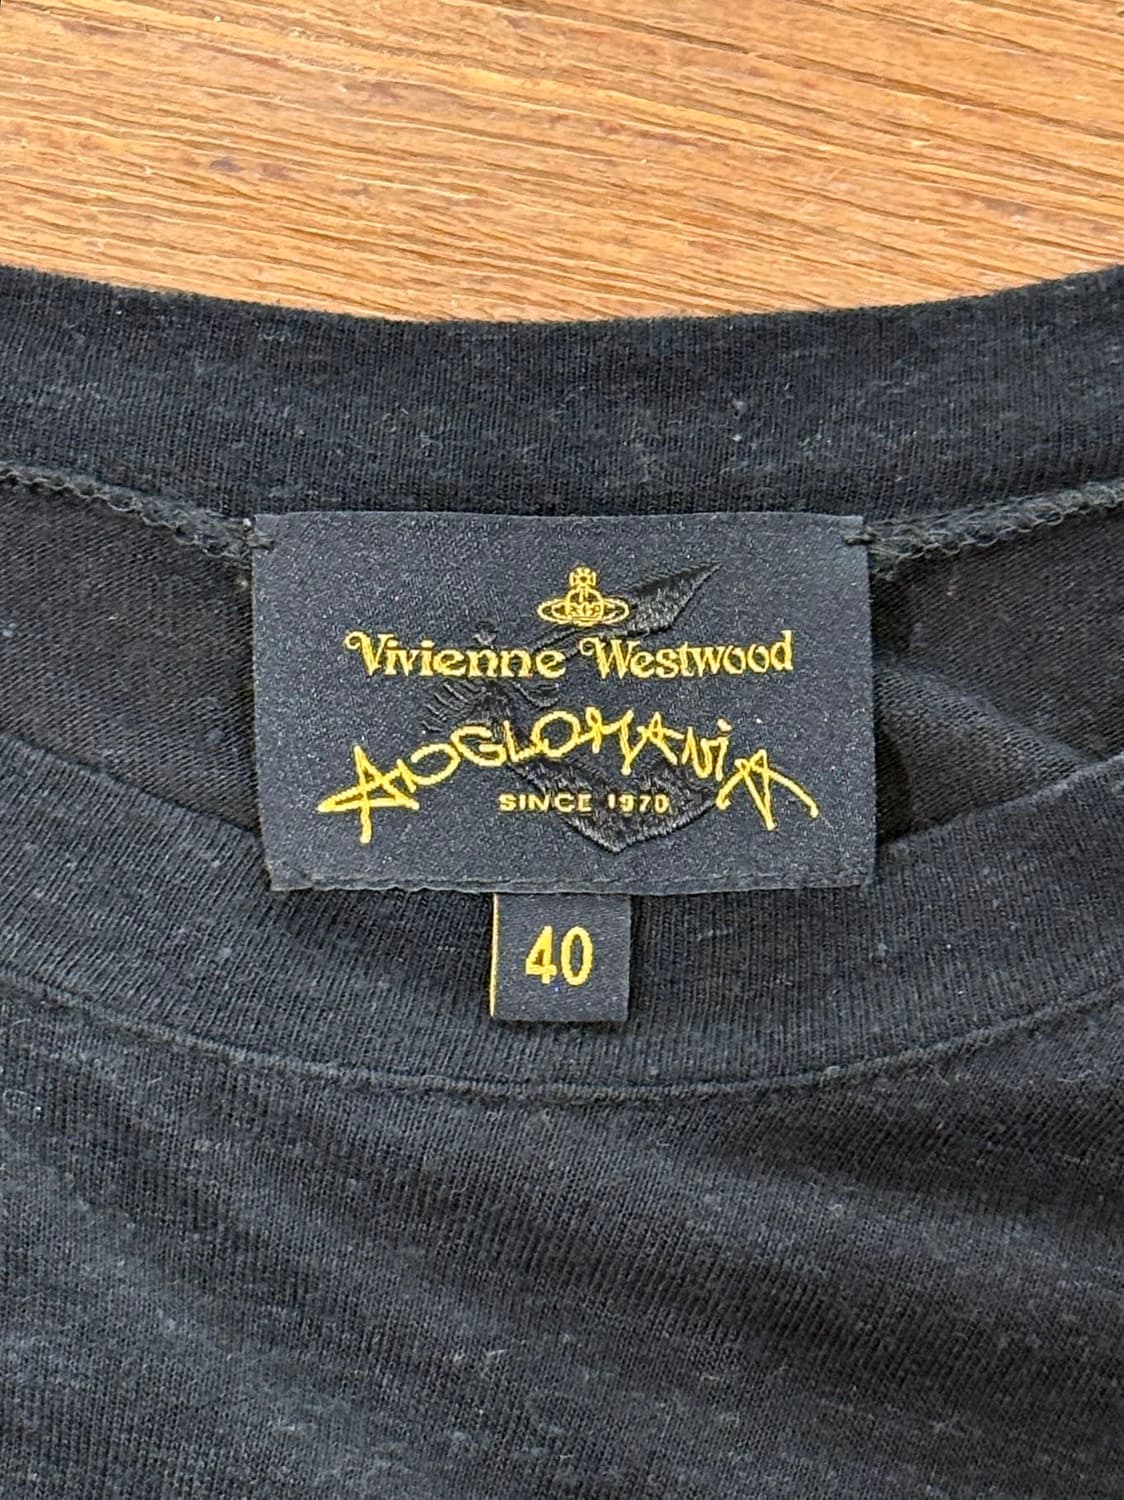 Vivienne Westwood
ANGLOMANiA
SINCE 1970
40